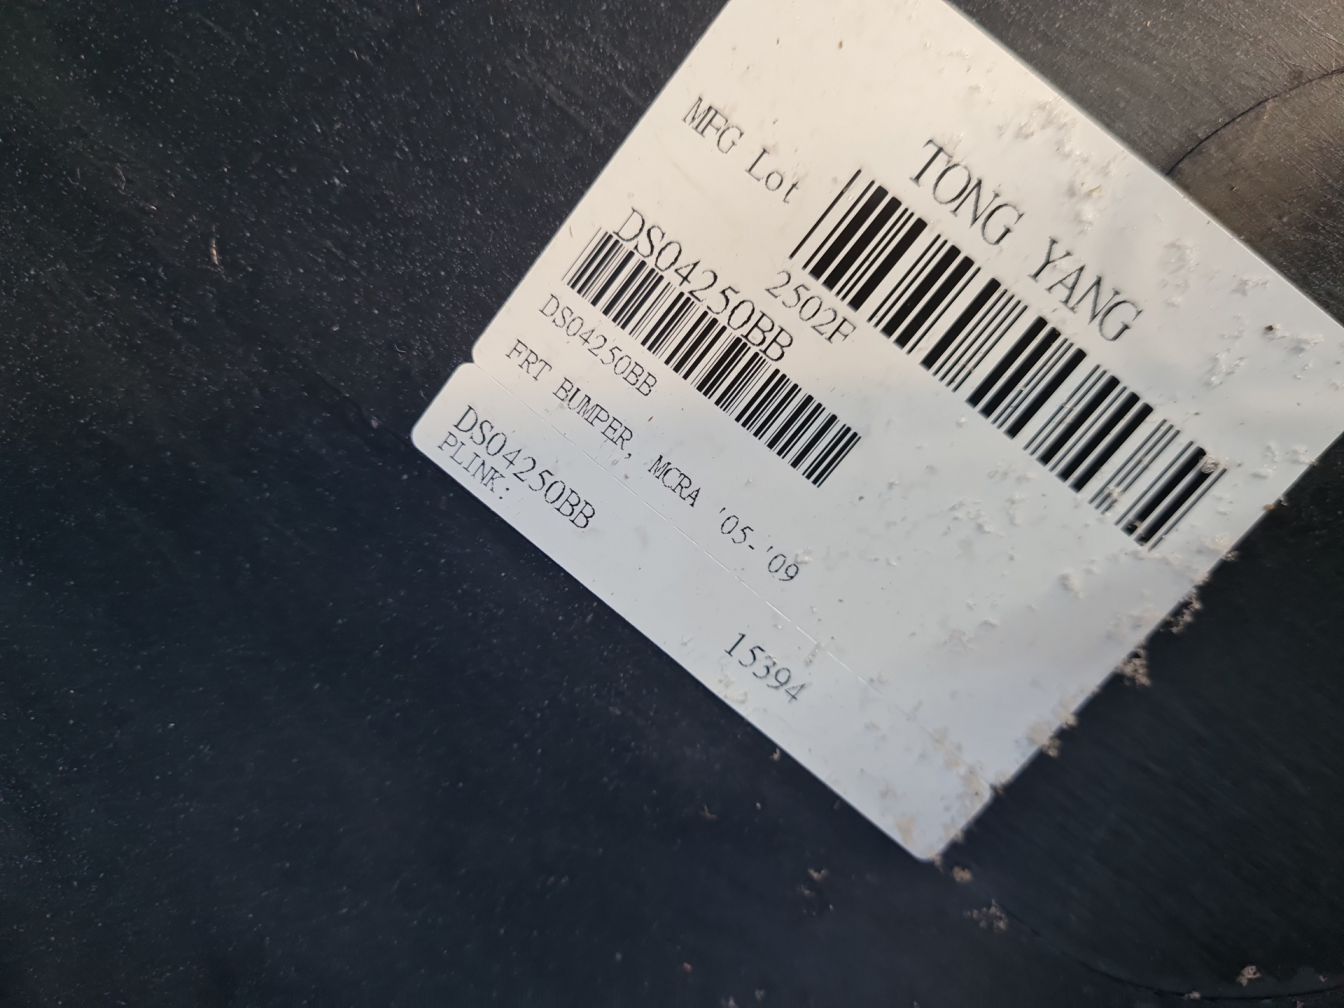 TONG YANG
MFG Lot
2502F
DS04250BB
DS04250BB
FRT BUMPER, MCRA '05-'09
DS04250BB
PLINK:
15394